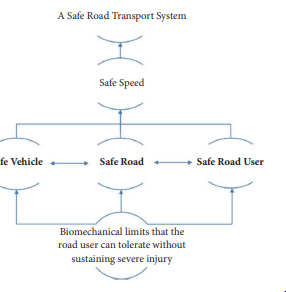 A Safe Road Transport System
Safe Speed
fe Vehicle Safe Road Safe Road User
Biomechanical limits that the
road user can tolerate without
sustaining severe injury